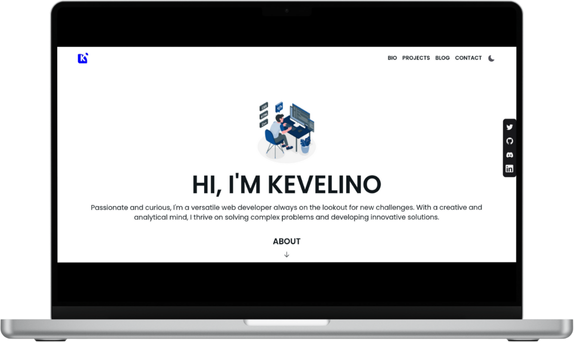 BIO PROJECTS BLOG CONTACT
HI, I'M KEVELINO
Passionate and curious, I'm a versatile web developer always on the lookout for new challenges. With a creative and
analytical mind, I thrive on solving complex problems and developing innovative solutions.
ABOUT